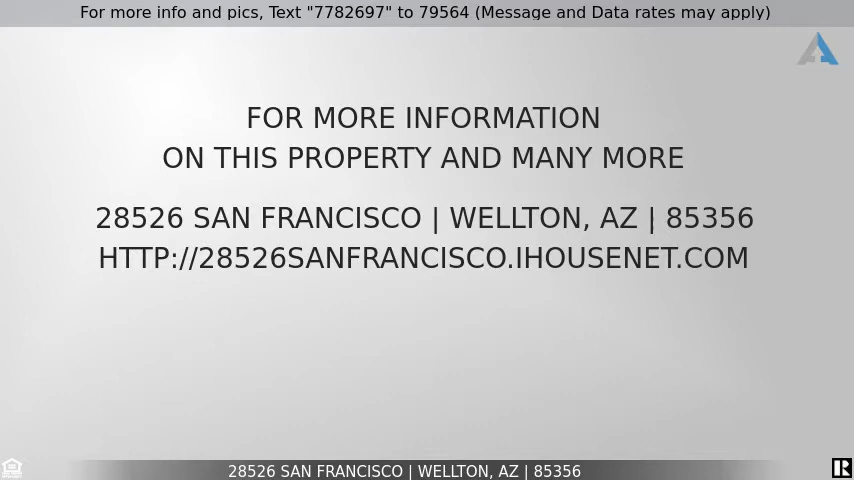 For more info and pics, Text "7782697" to 79564 (Message and Data rates may apply)
FOR MORE INFORMATION
ON THIS PROPERTY AND MANY MORE
28526 SAN FRANCISCO | WELLTON, AZ | 85356
HTTP://28526SANFRANCISCO.IHOUSENET.COM
28526 SAN FRANCISCO | WELLTON, AZ | 85356